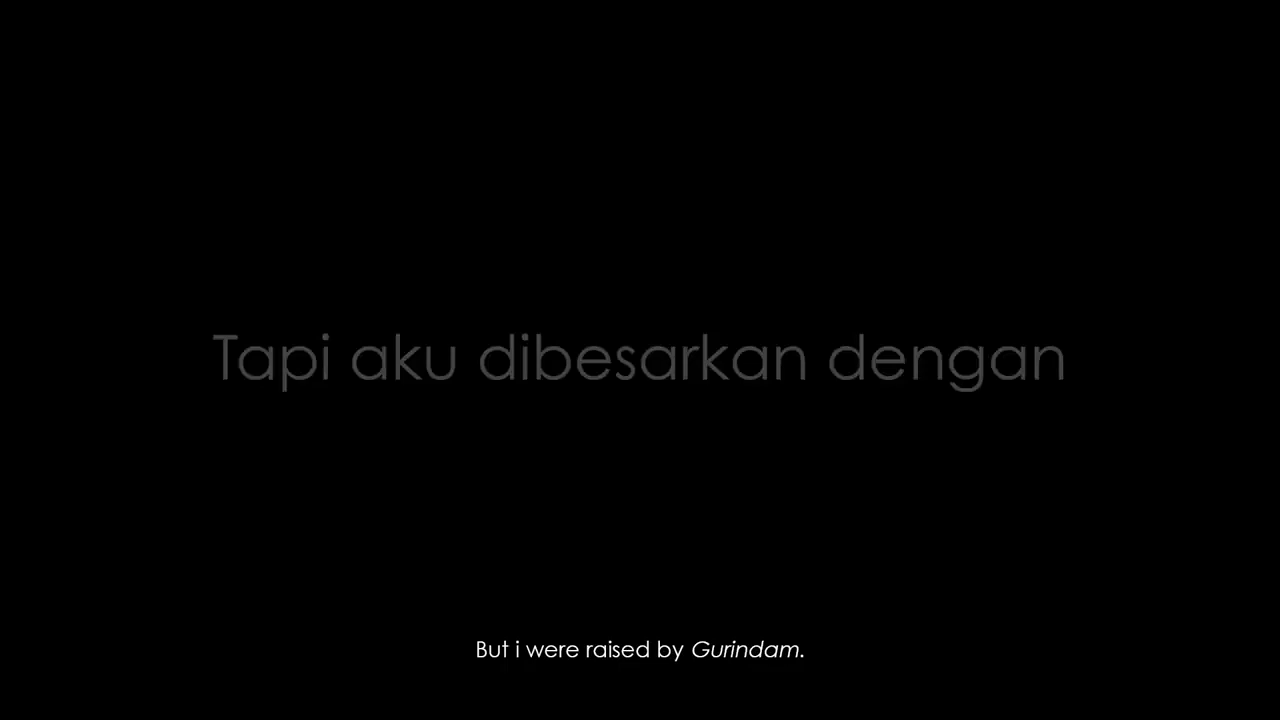 Tapi aku dibesarkan dengan
But i were raised by Gurindam.